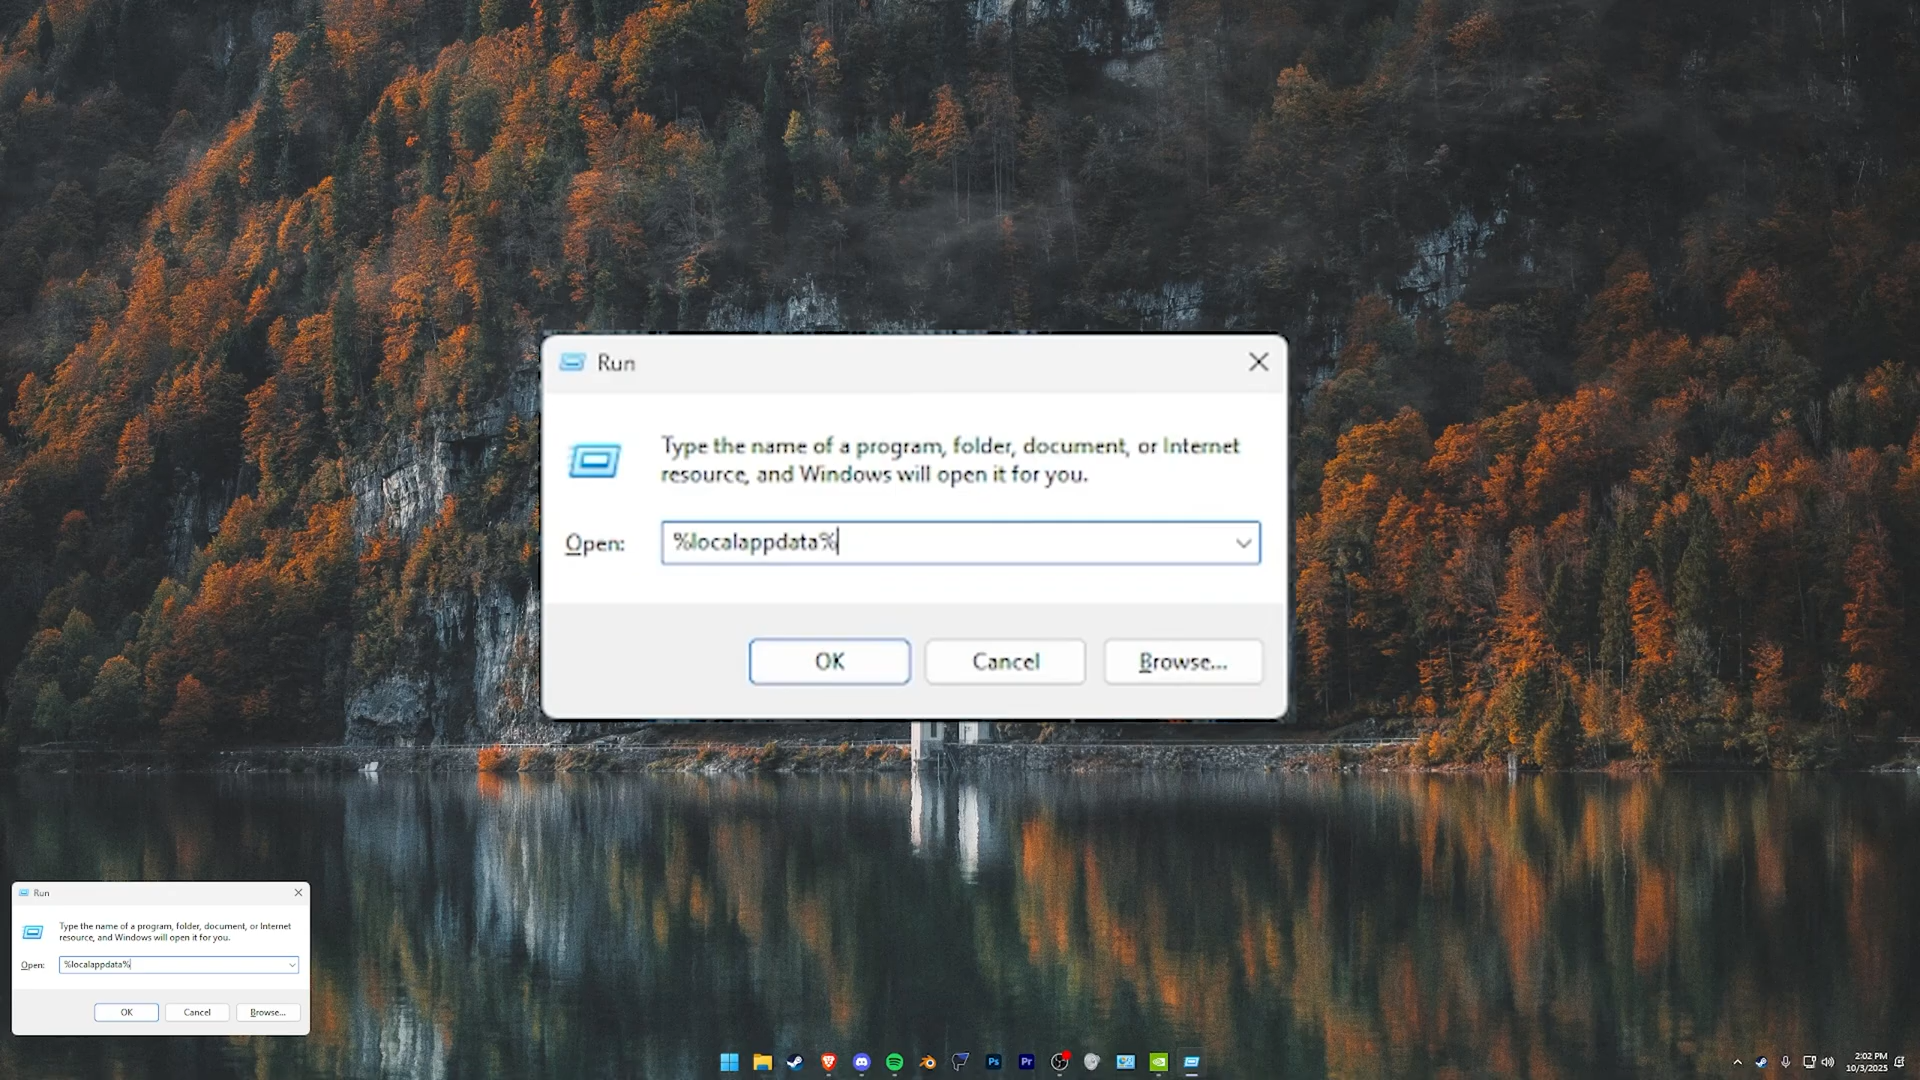 Run
Type the name of a program, folder, document, or Internet
resource, and Windows will open it for you.
Open:
%localappdata%
OK
Cancel
Browse...
Run
Type the name of a program, folder, document, or Internet
resource, and Windows will open it for you.
Open:
%localappdata%
OK
Cancel
Browse...
Ps
Pr
2:02 PM
10/3/2025